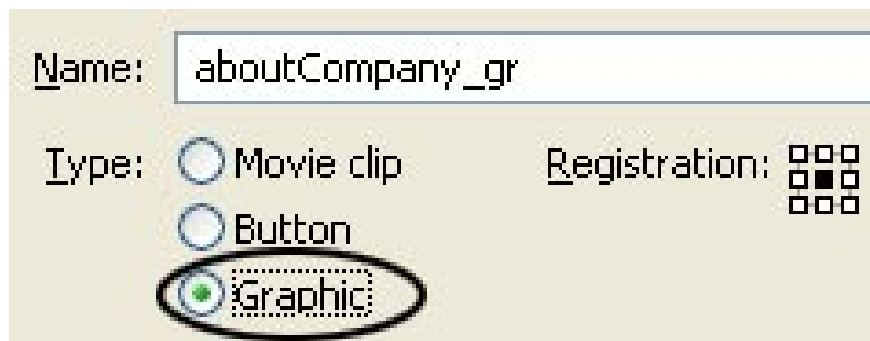 Name: aboutCompany_gr
Type: Movie clip Registration:
Button
Graphic